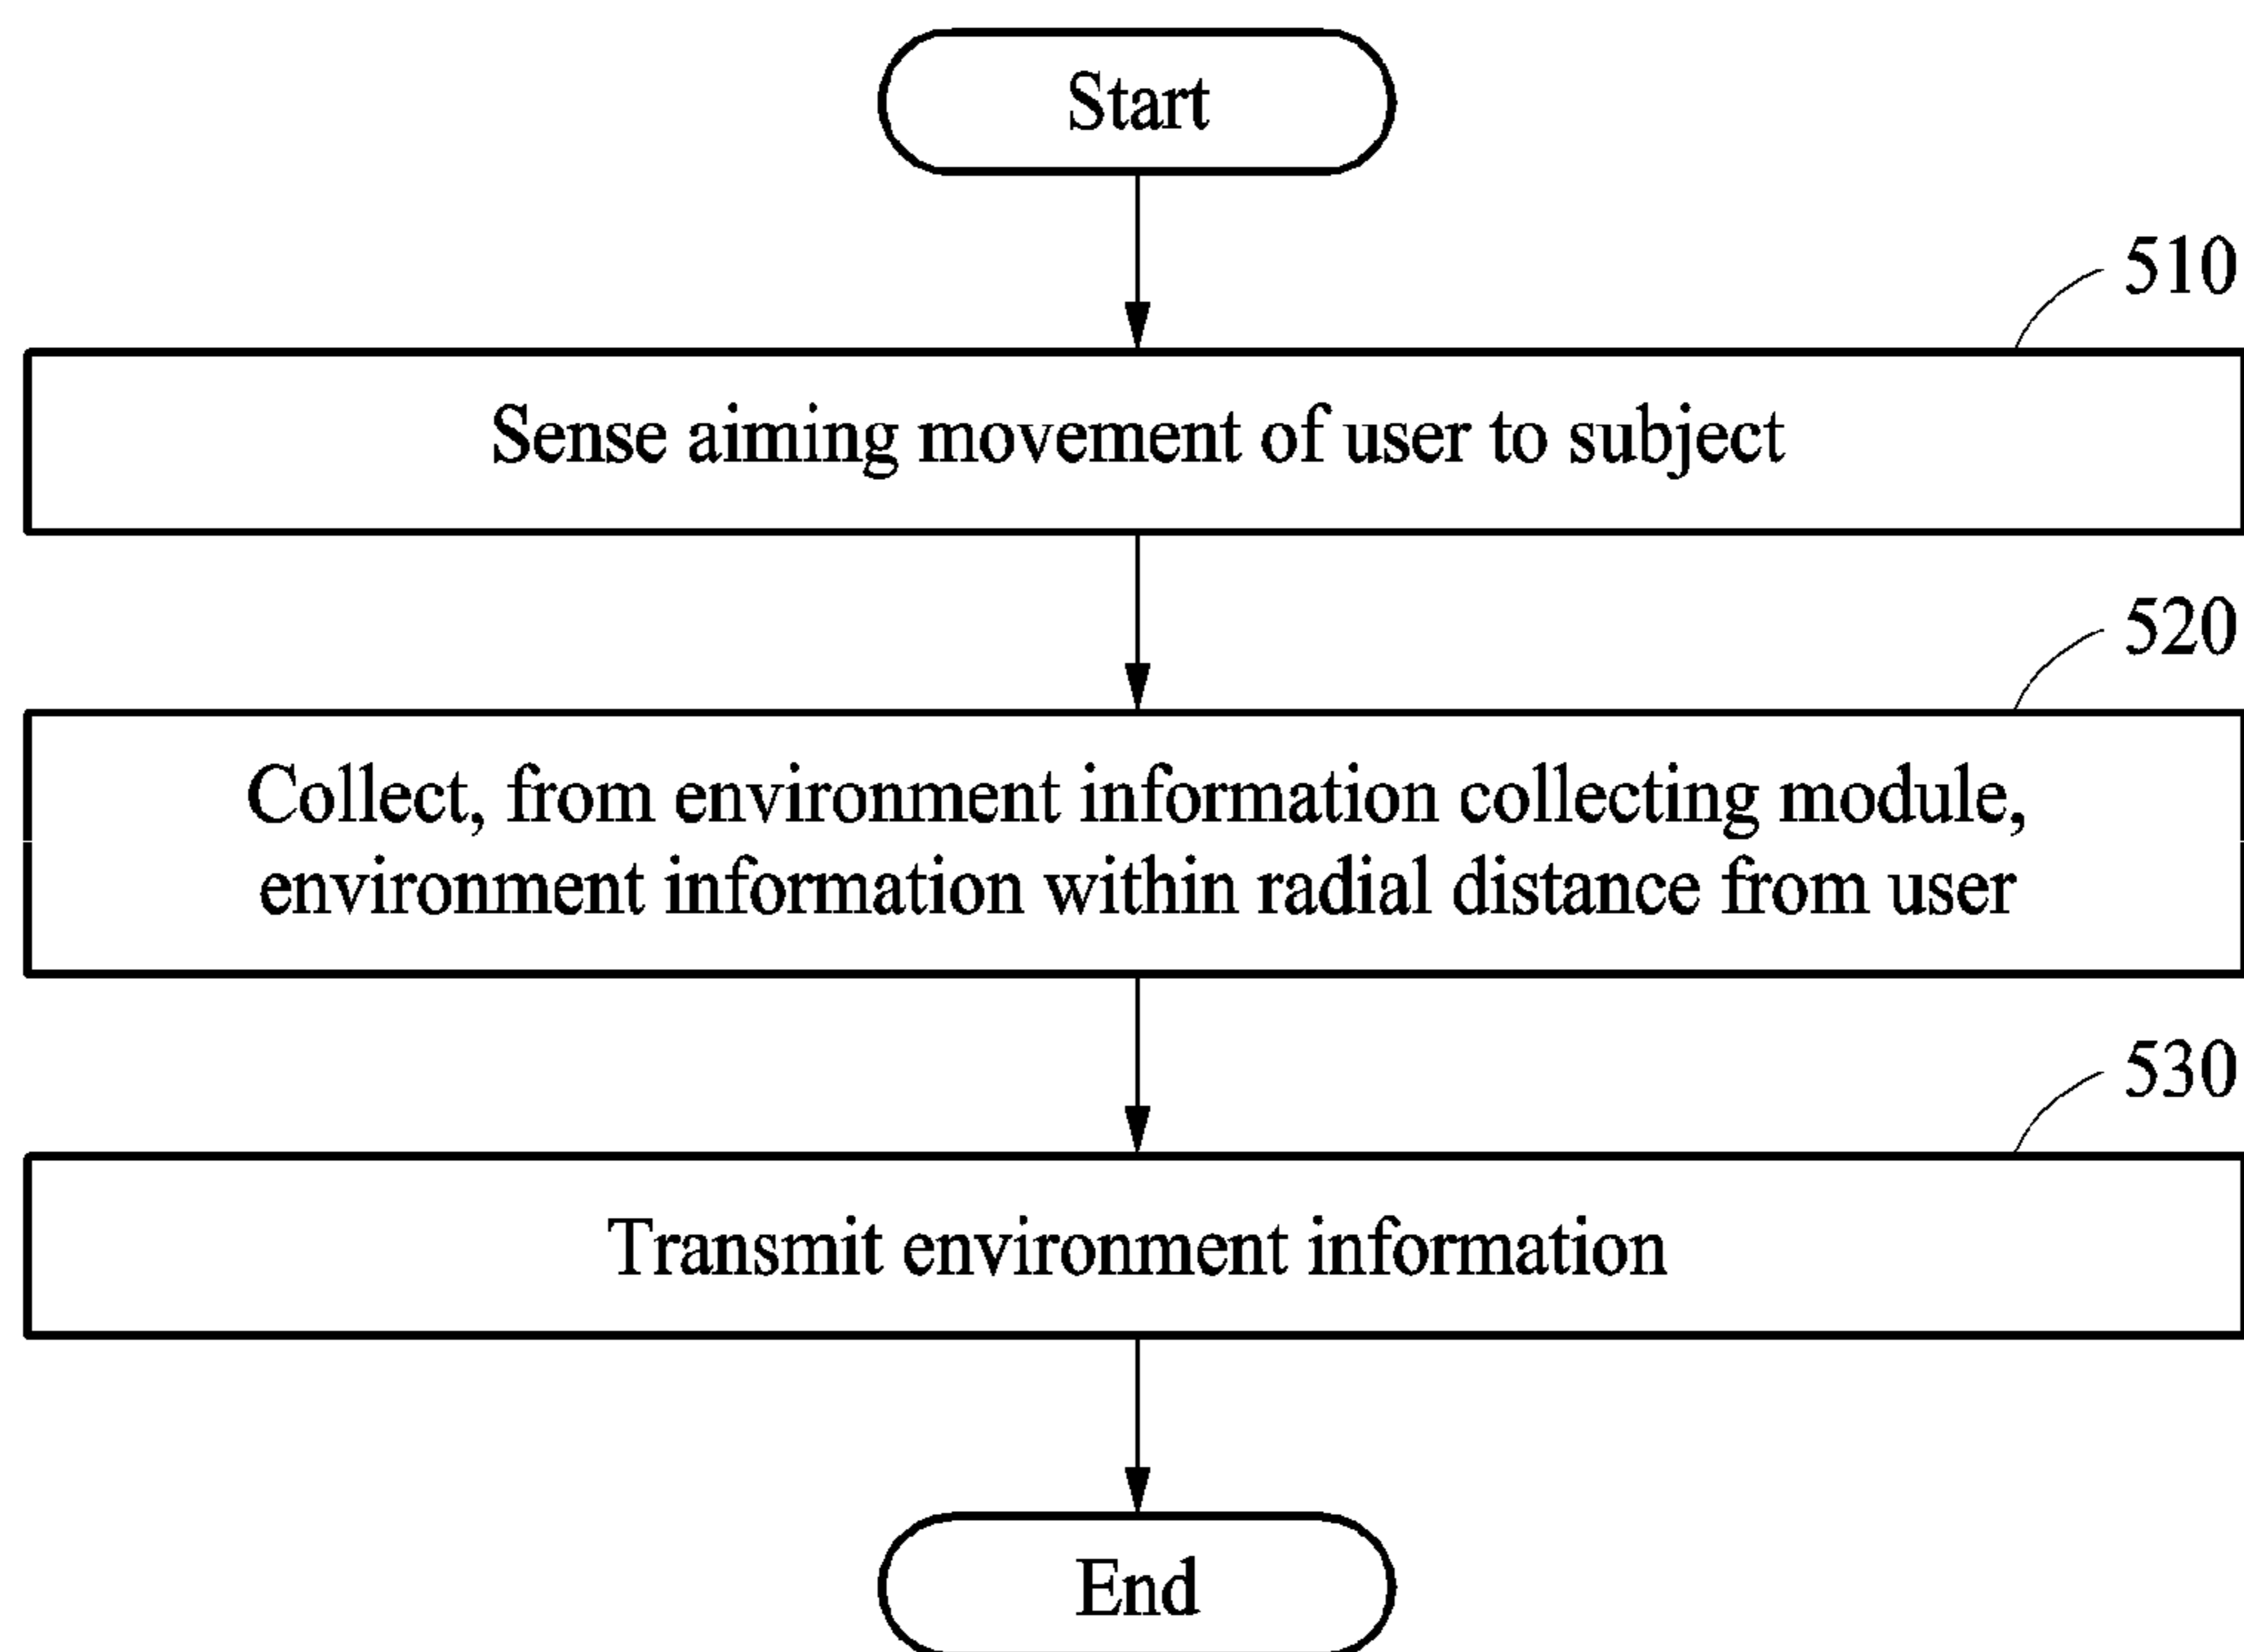 Start
510
Sense aiming movement of user to subject
520
Collect, from environment information collecting module,
environment information within radial distance from user
530
Transmit environment information
End